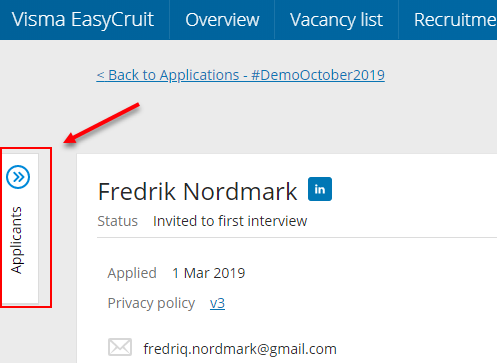 Visma EasyCruit Overview Vacancy list Recruitme
< Back to Applications - #DemoOctober2019
Applicants
Fredrik Nordmark in
Status Invited to first interview
Applied 1 Mar 2019
Privacy policy v3
fredriq.nordmark@gmail.com